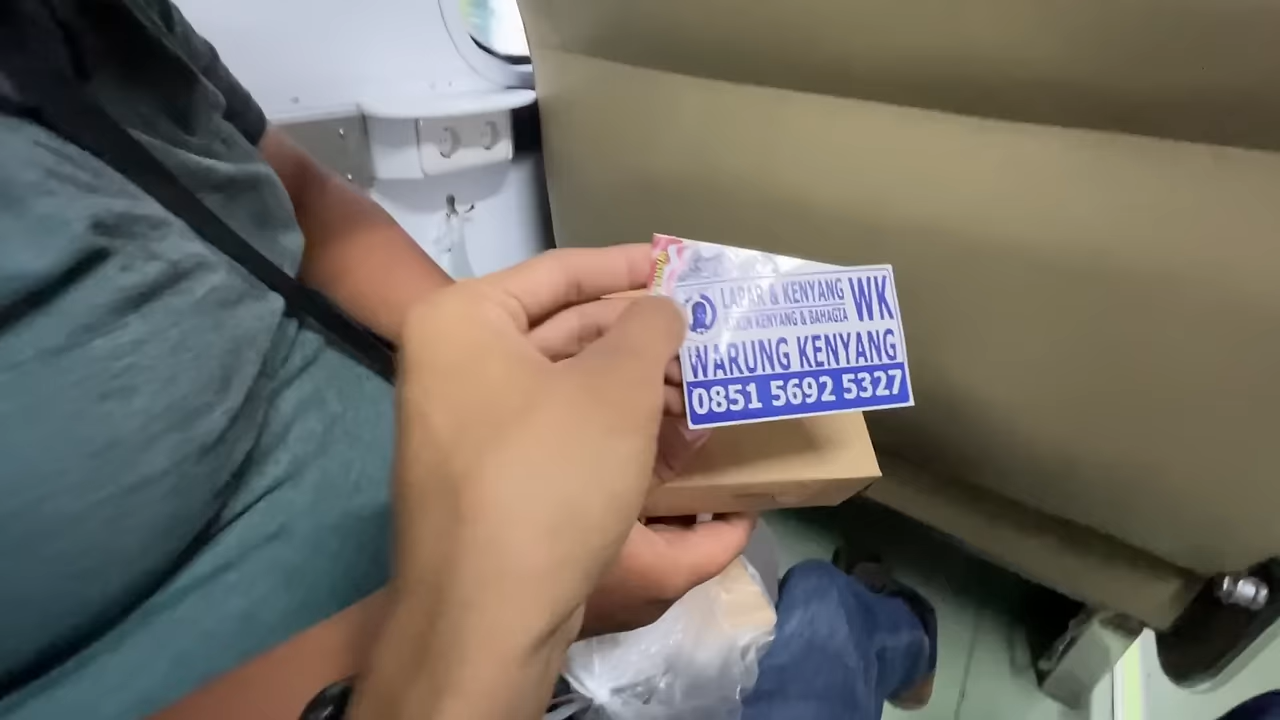 LAPAR & KENYANG
KENYANG & BAHAGIA
WK
WARUNG KENYANG
0851 5692 5327